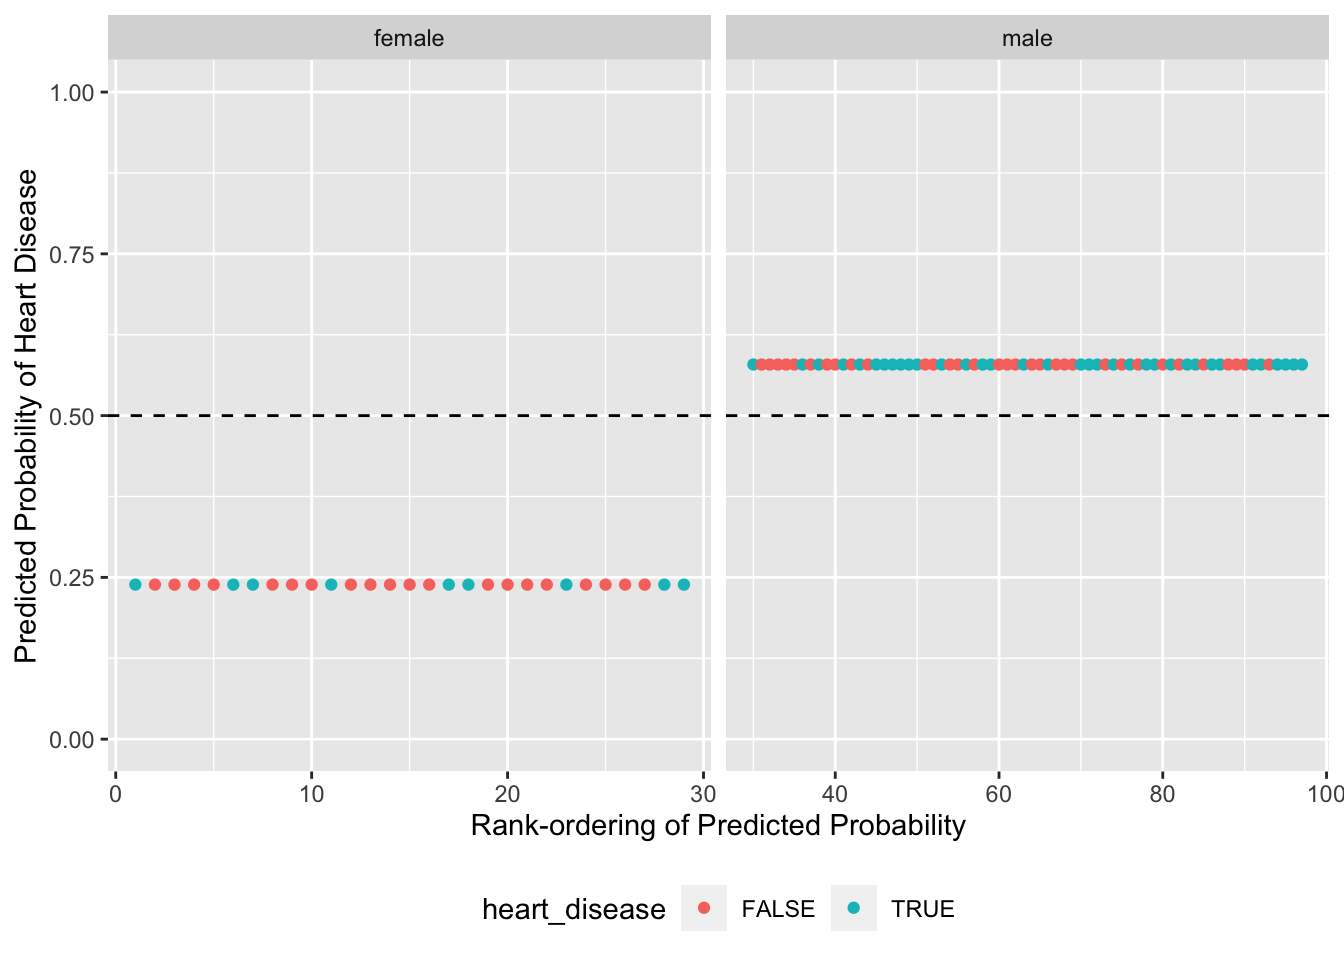 female
male
Predicted Probability of Heart Disease
1.00
0.75
0.50
0.25
0.00
0 10 20 30 40 60 80 100
Rank-ordering of Predicted Probability
heart_disease FALSE TRUE